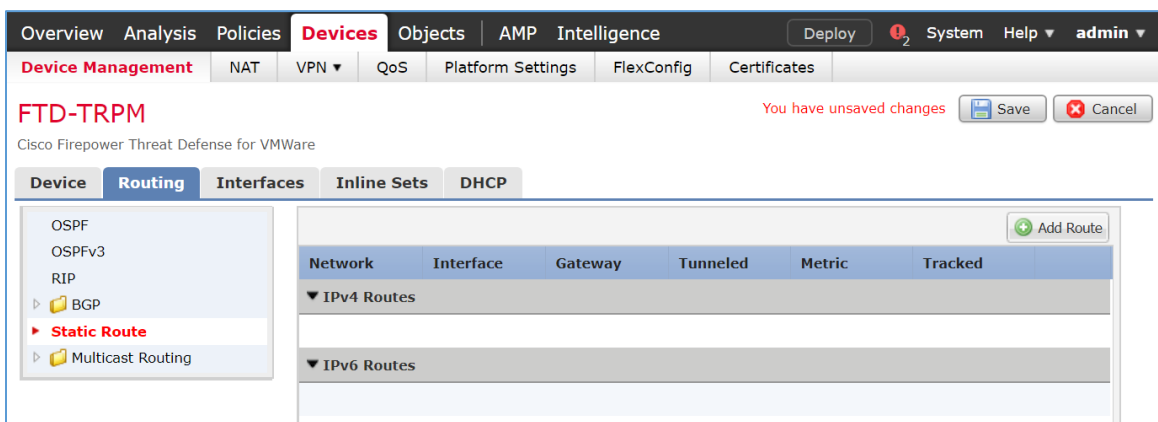 Overview Analysis Policies Devices Objects AMP Intelligence Deploy 2 System Help admin
Device Management NAT VPN QoS Platform Settings FlexConfig Certificates
FTD-TRPM
You have unsaved changes Save Cancel
Cisco Firepower Threat Defense for VMWare
Device Routing Interfaces Inline Sets DHCP
OSPF
OSPFv3
RIP
BGP
Static Route
Multicast Routing
Add Route
Network Interface Gateway Tunneled Metric Tracked
IPv4 Routes
IPv6 Routes